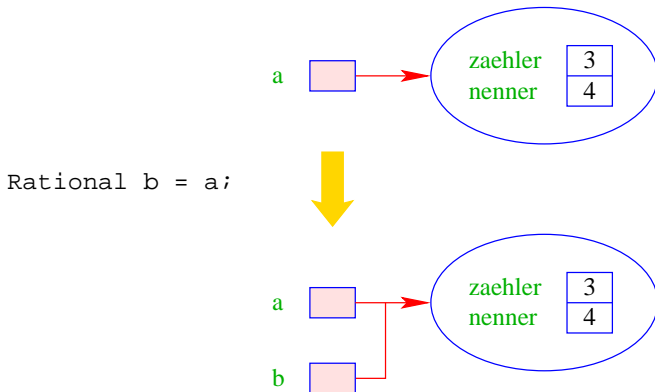 zaehler 3
a
nenner 4
Rational b = a;
zaehler 3
a
nenner 4
b